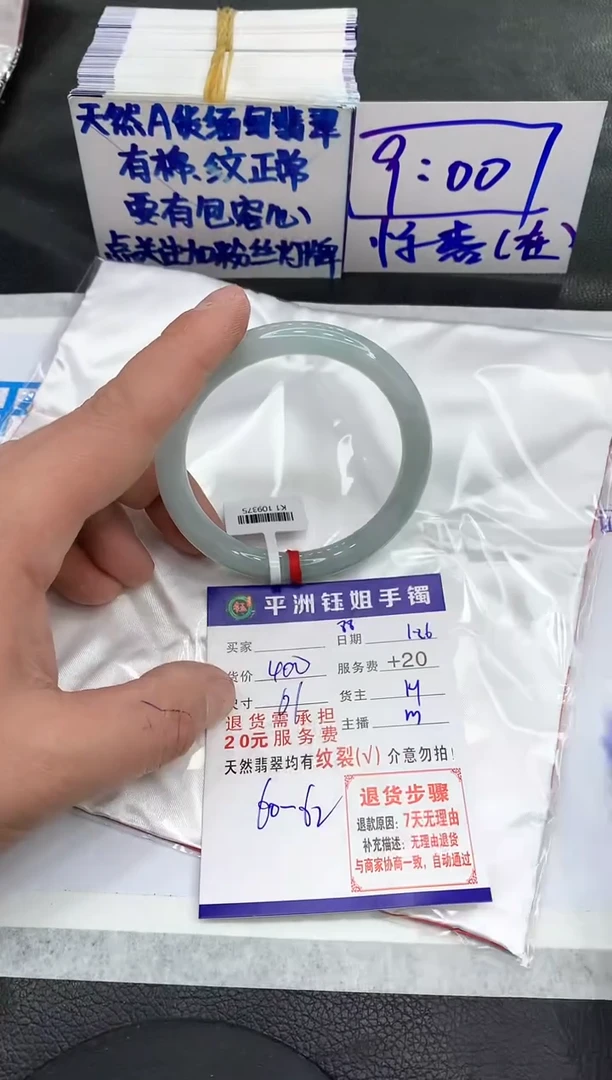 天然A货缅甸翡翠
有棉、纹正常
要有包容心
点关注加粉丝灯牌
9:00
K1 109375
平洲钰姐手镯
买家
88
日期 1-26
货价 400
服务费 +20
尺寸 61
货主 M
退货需承担
20元服务费
主播 m
天然翡翠均有纹裂(√)介意勿拍!
60-62
退货步骤
退款原因:7天无理由
补充描述:无理由退货
与商家协商一致,自动通过